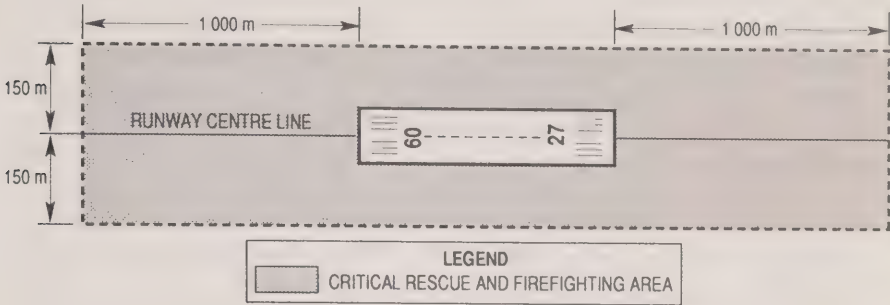 1 000 m
1 000 m
150 m
RUNWAY CENTRE LINE
09
27
150 m
LEGEND
CRITICAL RESCUE AND FIREFIGHTING AREA